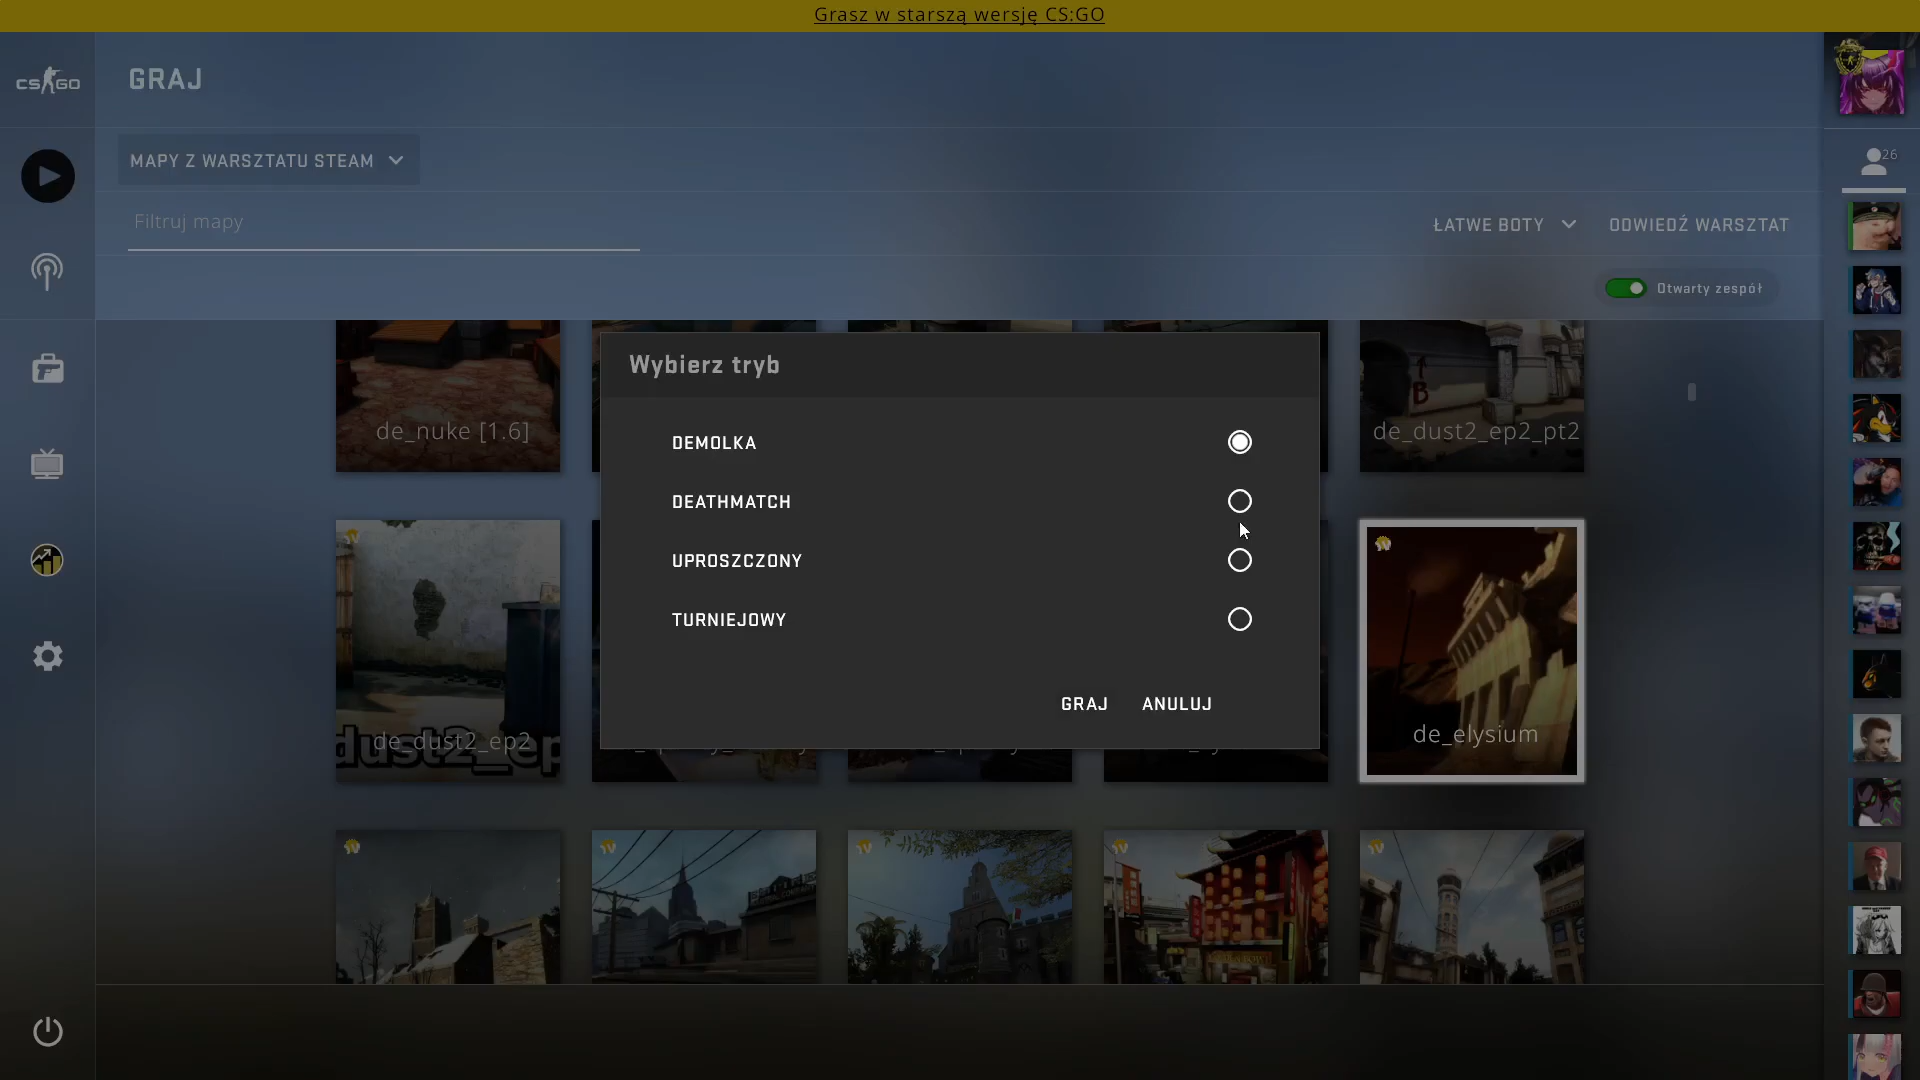 Grasz w starszą wersję CS:GO
CS GO
GRAJ
MAPY Z WARSZTATU STEAM
26
Filtruj mapy
ŁATWE BOTY
ODWIEDŹ WARSZTAT
Otwarty zespół
Wybierz tryb
de_nuke [1.6]
de_dust2_ep2_pt2
DEMOLKA
DEATHMATCH
UPROSZCZONY
TURNIEJOWY
GRAJ
ANULUJ
de_dust2_ep2
de_elysium